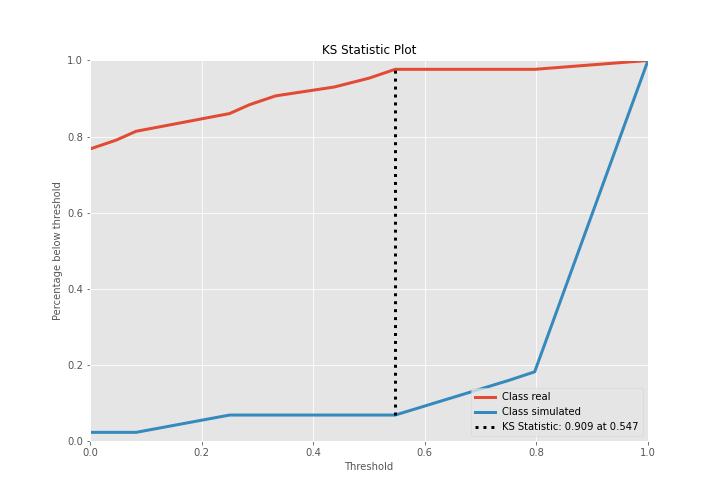 KS Statistic Plot
1.0
0.8
0.6
0.4
0.2
0.0
Percentage below threshold
Class real
Class simulated
KS Statistic: 0.909 at 0.547
0.0 0.2 0.4 0.6 0.8 1.0
Threshold